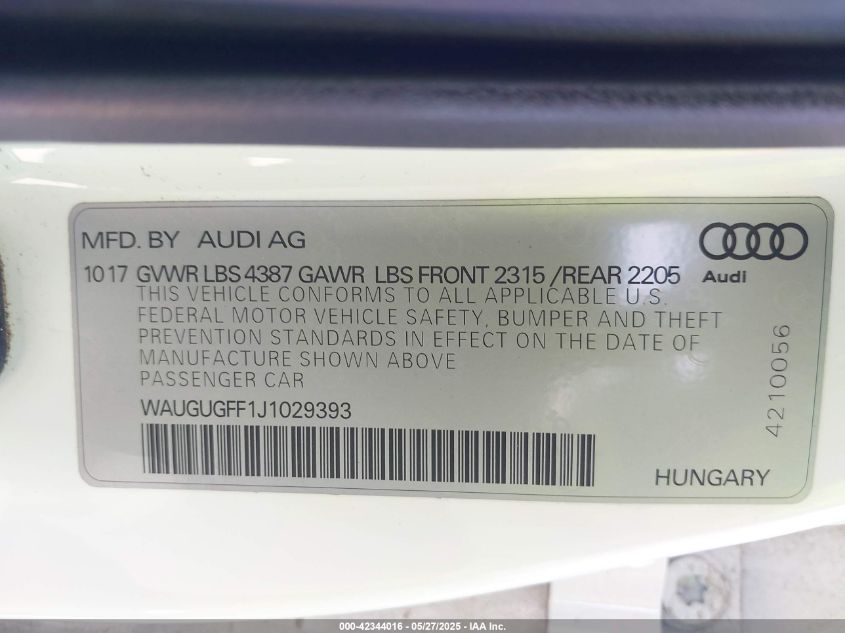 MFD. BY AUDI AG
1017 GVWR LBS 4387 GAWR LBS FRONT 2315 /REAR 2205
Audi
THIS VEHICLE CONFORMS TO ALL APPLICABLE U.S.
FEDERAL MOTOR VEHICLE SAFETY, BUMPER AND THEFT
PREVENTION STANDARDS IN EFFECT ON THE DATE OF
MANUFACTURE SHOWN ABOVE
PASSENGER CAR
WAUGUGFF1J1029393
4210056
HUNGARY
000-42344016 - 05/27/2025 - IAA Inc.